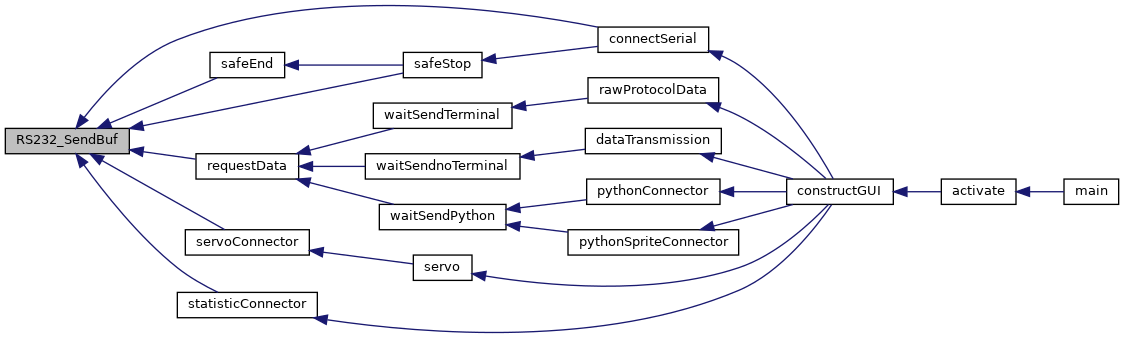 RS232_SendBuf
safeEnd
safeStop
connectSerial
requestData
waitSendTerminal
rawProtocolData
waitSendnoTerminal
dataTransmission
waitSendPython
pythonConnector
pythonSpriteConnector
servoConnector
servo
statisticConnector
constructGUI
activate
main